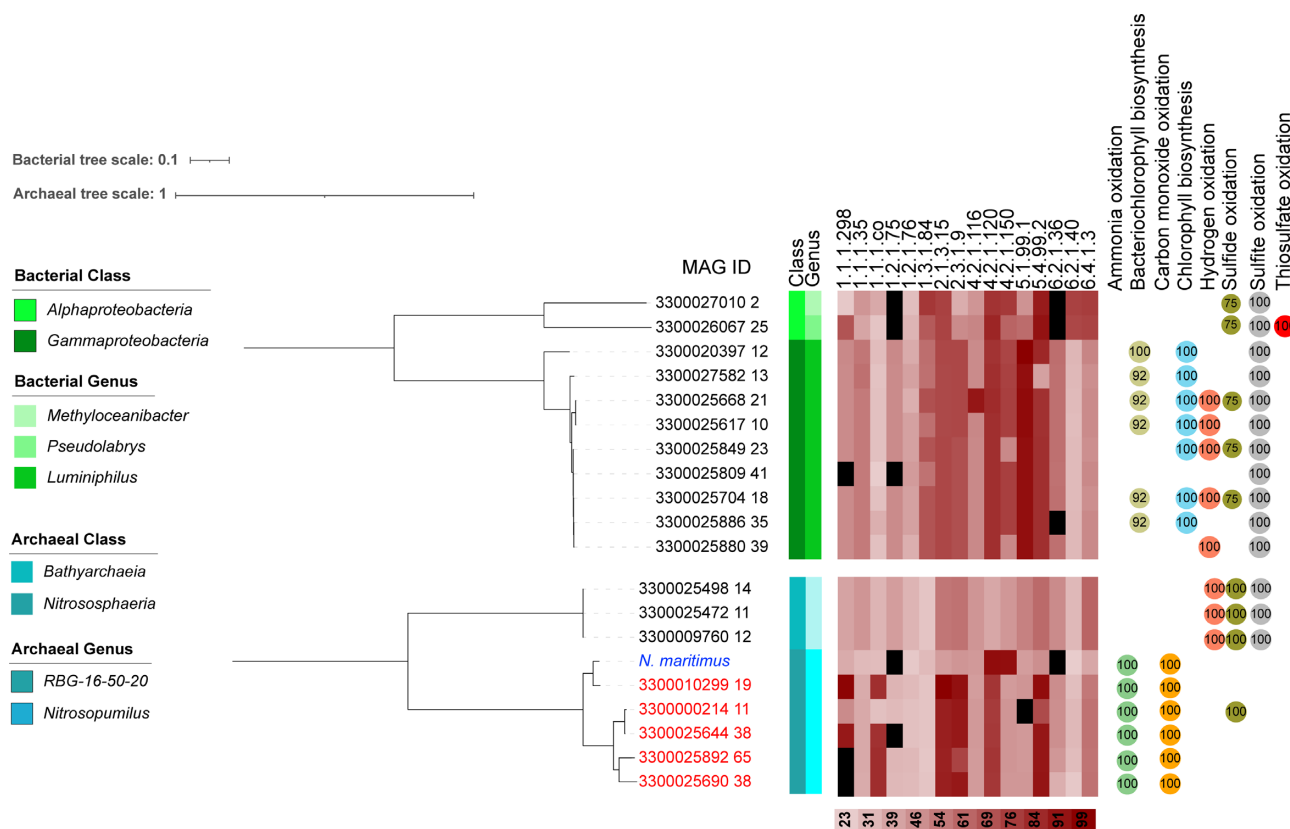 Bacterial tree scale: 0.1
Archaeal tree scale: 1
Bacterial Class
Alphaproteobacteria
Gammaproteobacteria
Bacterial Genus
Methyloceanibacter
Pseudolabrys
Luminiphilus
Archaeal Class
Bathyarchaeia
Nitrososphaeria
Archaeal Genus
RBG-16-50-20
Nitrosopumilus
MAG ID
Class
Genus
1.1.1.298
1.1.1.35
1.1.1.co
1.2.1.75
1.2.1.76
1.3.1.84
2.1.3.15
2.3.1.9
4.2.1.116
4.2.1.120
4.2.1.150
5.1.99.1
5.4.99.2
6.2.1.36
6.2.1.40
6.4.1.3
Ammonia oxidation
Bacteriochlorophyll biosynthesis
Carbon monoxide oxidation
Chlorophyll biosynthesis
Hydrogen oxidation
Sulfide oxidation
Sulfite oxidation
Thiosulfate oxidation
3300027010 2 75 100
3300026067 25 75 100 100
3300020397 12 100 100 100
3300027582 13 92 100 100
3300025668 21 92 100 100 75 100
3300025617 10 92 100 100 100
3300025849 23 100 100 75 100
3300025809 41 100
3300025704 18 92 100 100 75 100
3300025886 35 92 100 100
3300025880 39 100 100
3300025498 14 100 100 100
3300025472 11 100 100 100
3300009760 12 100 100 100
N. maritimus 100 100
3300010299 19 100 100
3300000214 11 100 100 100
3300025644 38 100 100
3300025892 65 100 100
3300025690 38 100 100
23 31 39 46 54 61 69 76 84 91 99